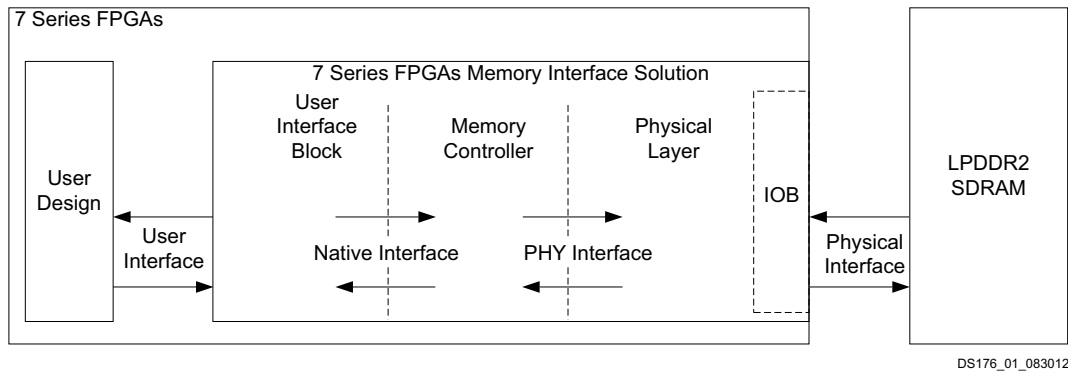 7 Series FPGAs
7 Series FPGAs Memory Interface Solution
User
Interface
Block
Memory
Controller
Physical
Layer
User
Design
IOB
LPDDR2
SDRAM
User
Interface
Native Interface
PHY Interface
Physical
Interface
DS176_01_083012